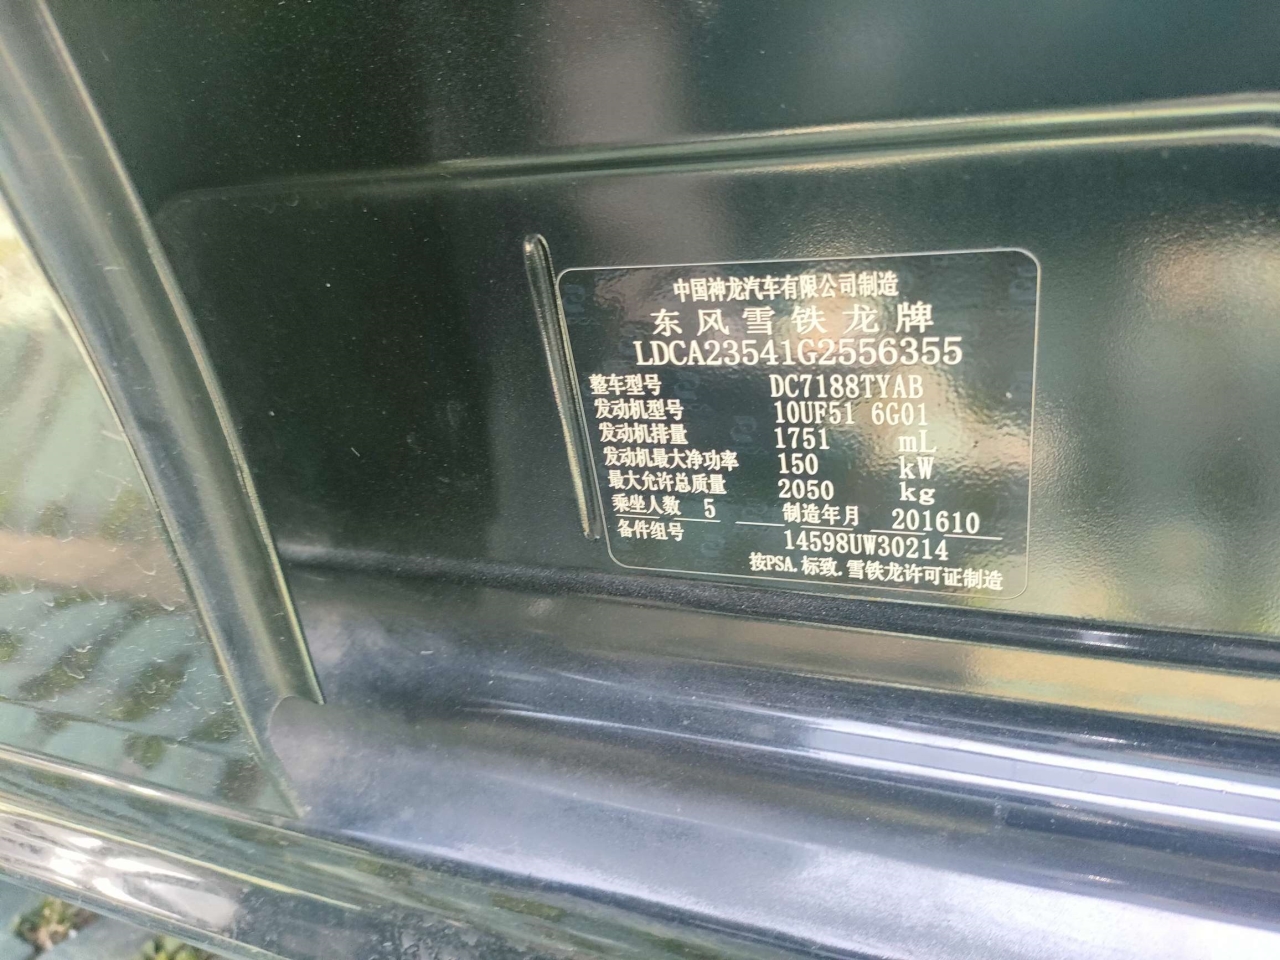 中国神龙汽车有限公司制造
东风雪铁龙牌
LDCA23541G2556355
整车型号 DC7188TYAB
发动机型号 10UF51 6G01
发动机排量 1751 mL
发动机最大净功率 150 kW
最大允许总质量 2050 kg
乘坐人数 5 制造年月 201610
备件组号 14598UW30214
按PSA.标致.雪铁龙许可证制造